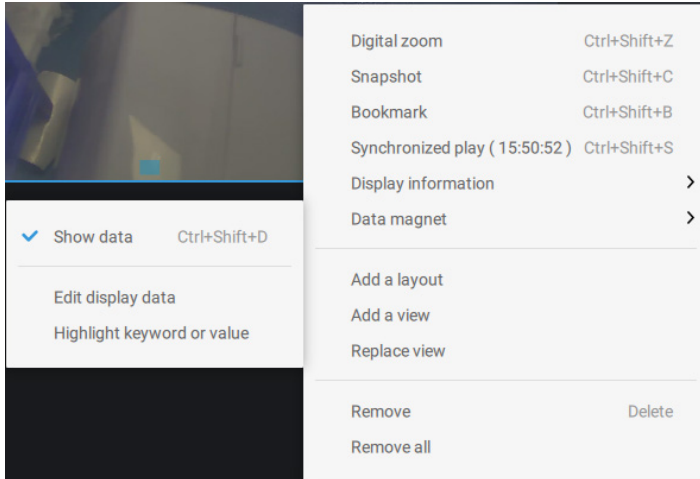 Digital zoom Ctrl+Shift+Z
Snapshot Ctrl+Shift+C
Bookmark Ctrl+Shift+B
Synchronized play ( 15:50:52 ) Ctrl+Shift+S
Display information
Data magnet
Show data Ctrl+Shift+D
Edit display data
Highlight keyword or value
Add a layout
Add a view
Replace view
Remove Delete
Remove all